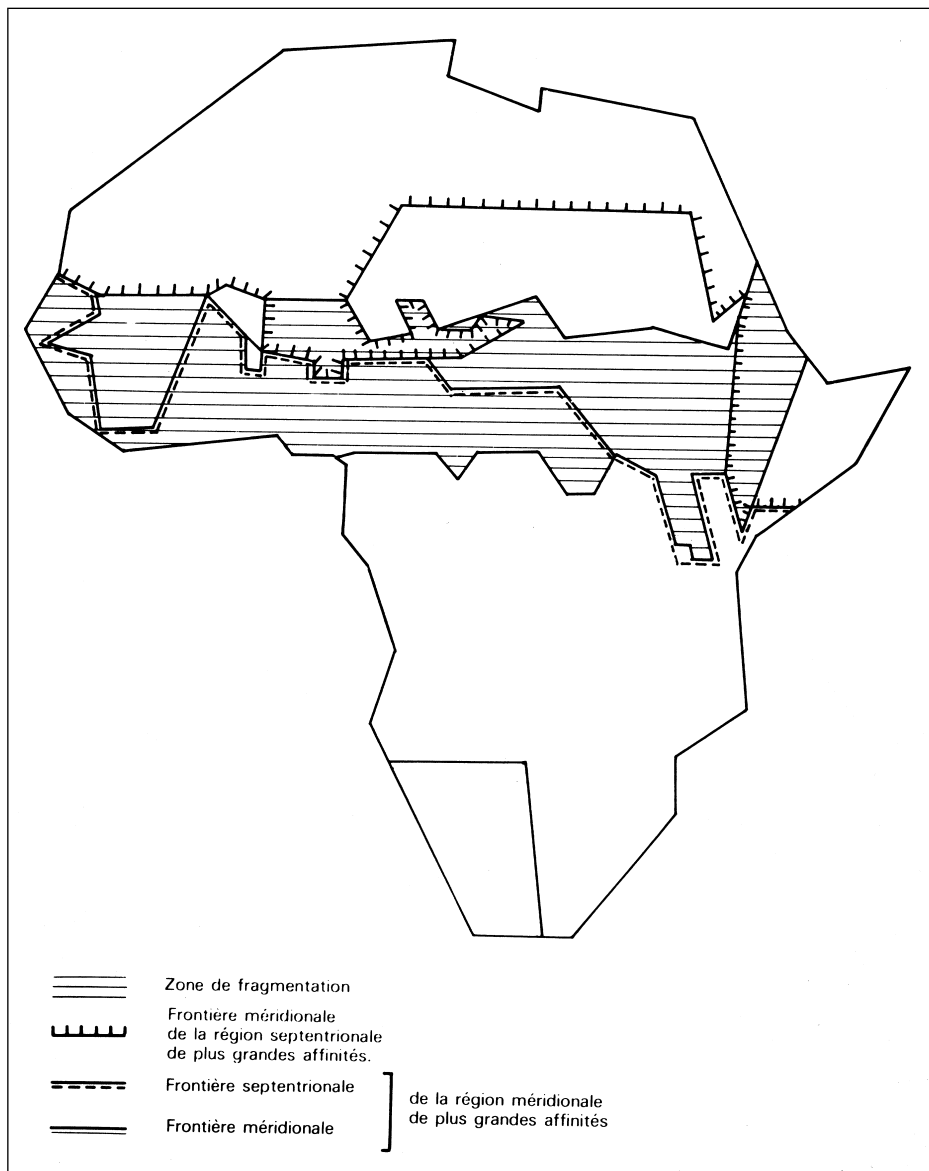 Zone de fragmentation
Frontière méridionale
de la région septentrionale
de plus grandes affinités.
Frontière septentrionale
Frontière méridionale
de la région méridionale
de plus grandes affinités